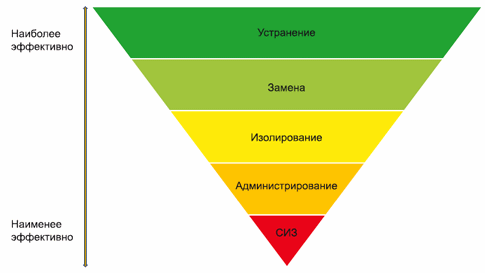 Наиболее
эффективно
Устранение
Замена
Изолирование
Администрирование
СИЗ
Наименее
эффективно